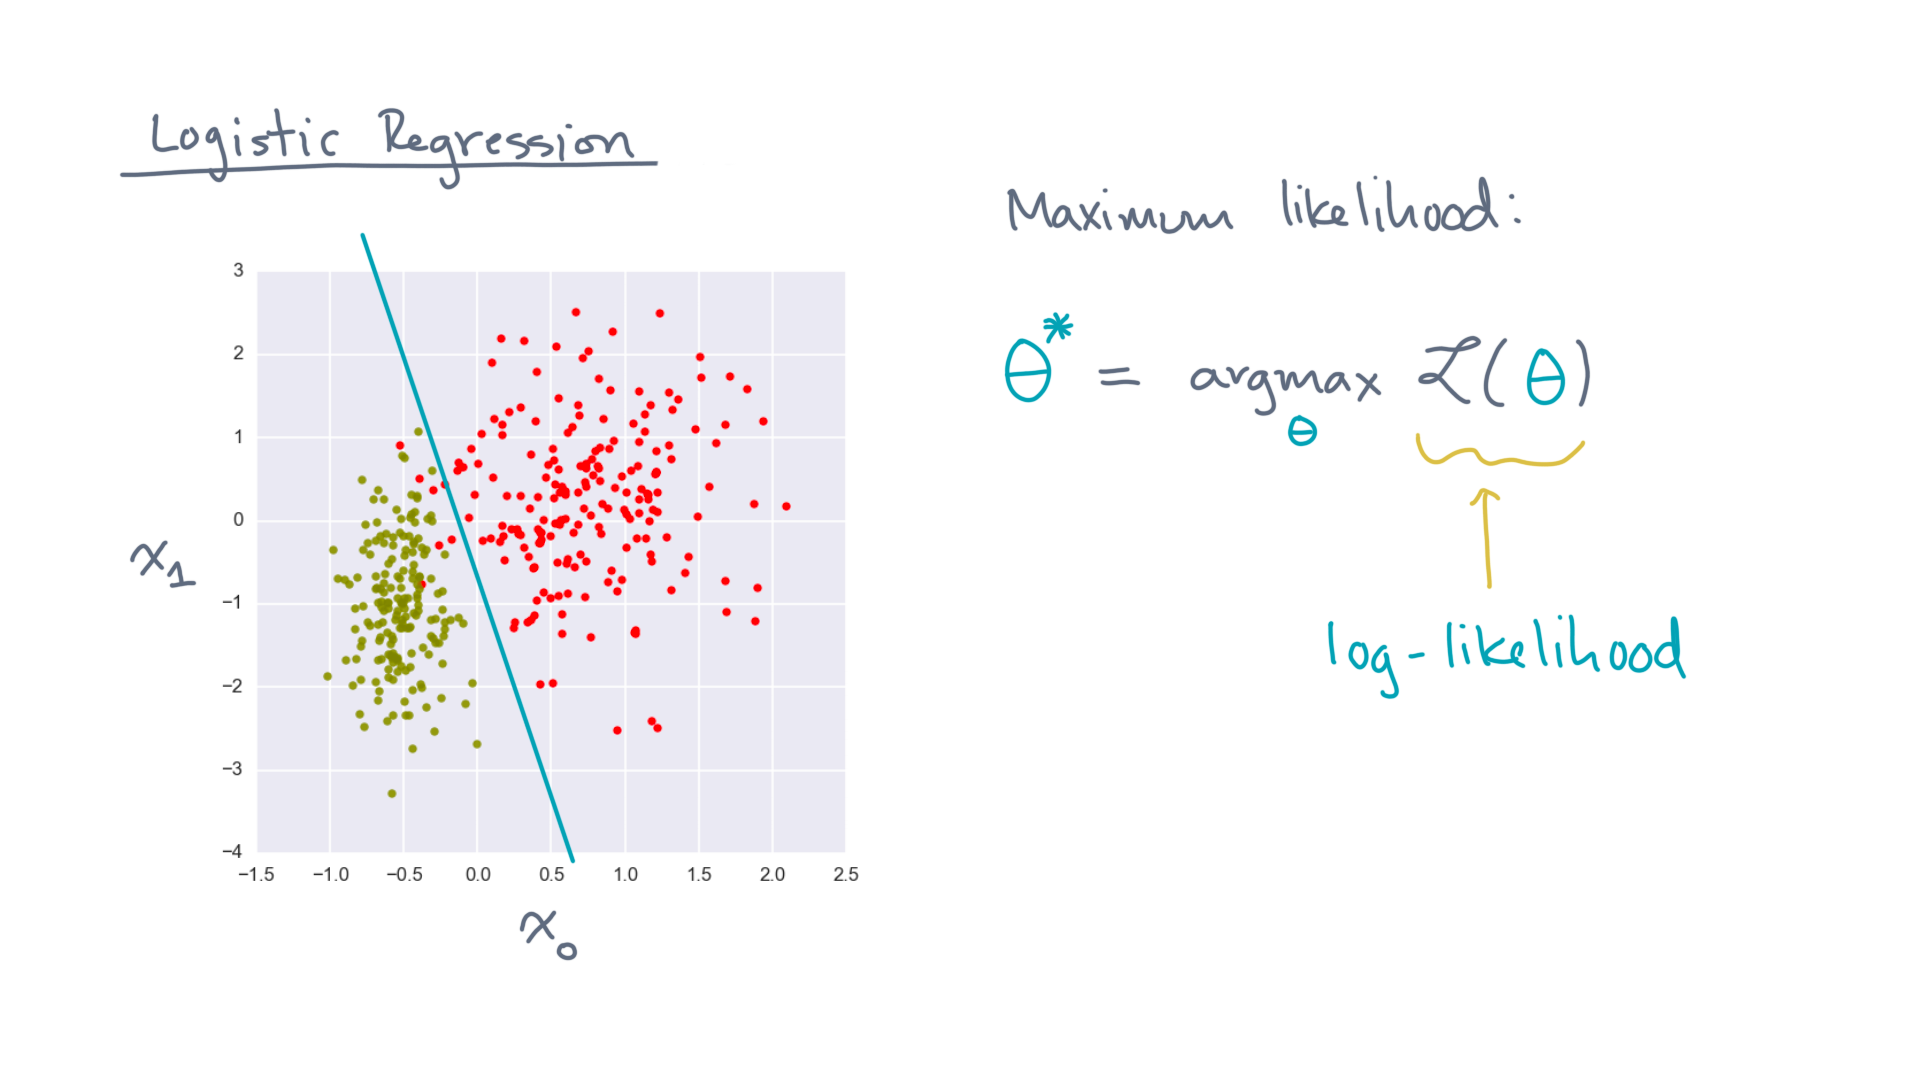 Logistic Regression
Maximum likelihood:
θ* = argmax ℒ(θ)
θ
log-likelihood
3
2
1
0
−1
−2
−3
−4
x₁
−1.5 −1.0 −0.5 0.0 0.5 1.0 1.5 2.0 2.5
x₀